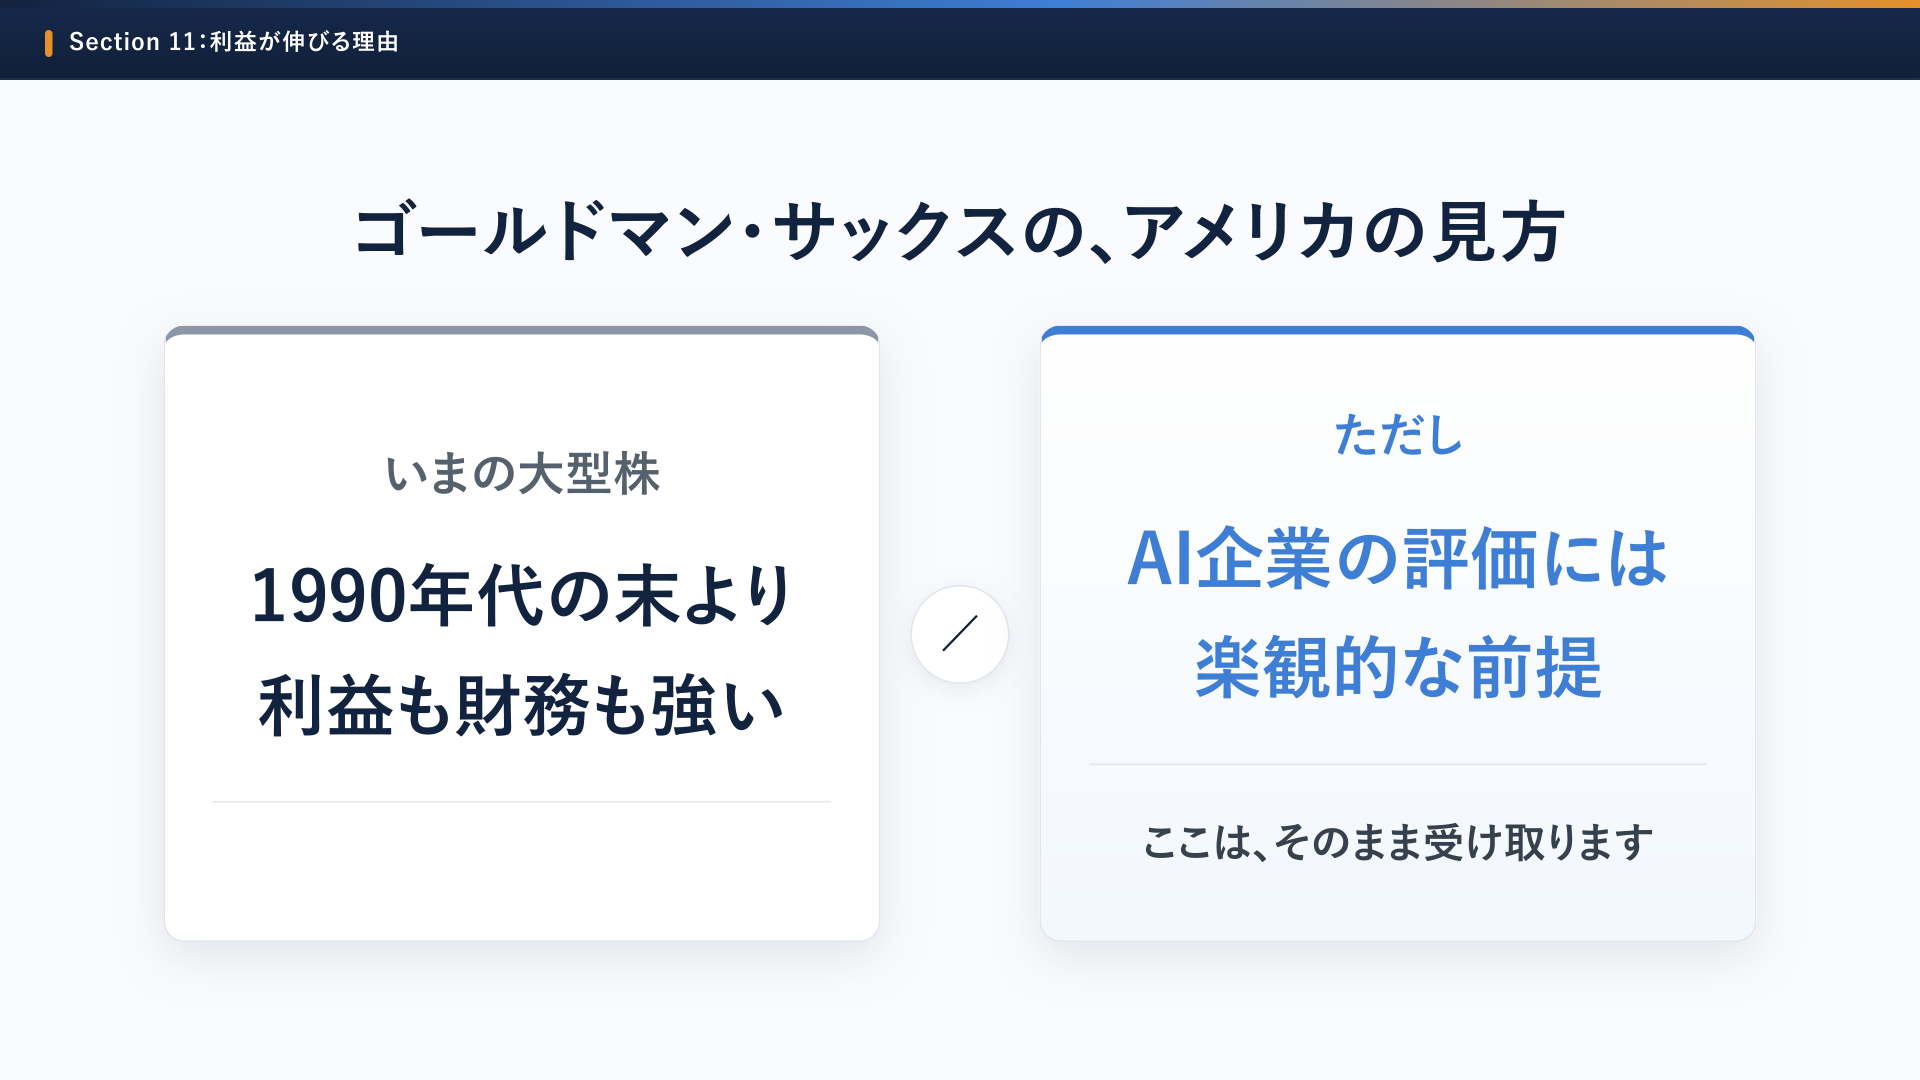 Section 11：利益が伸びる理由
ゴールドマン・サックスの、アメリカの見方
いまの大型株
1990年代の末より
利益も財務も強い
／
ただし
AI企業の評価には
楽観的な前提
ここは、そのまま受け取ります